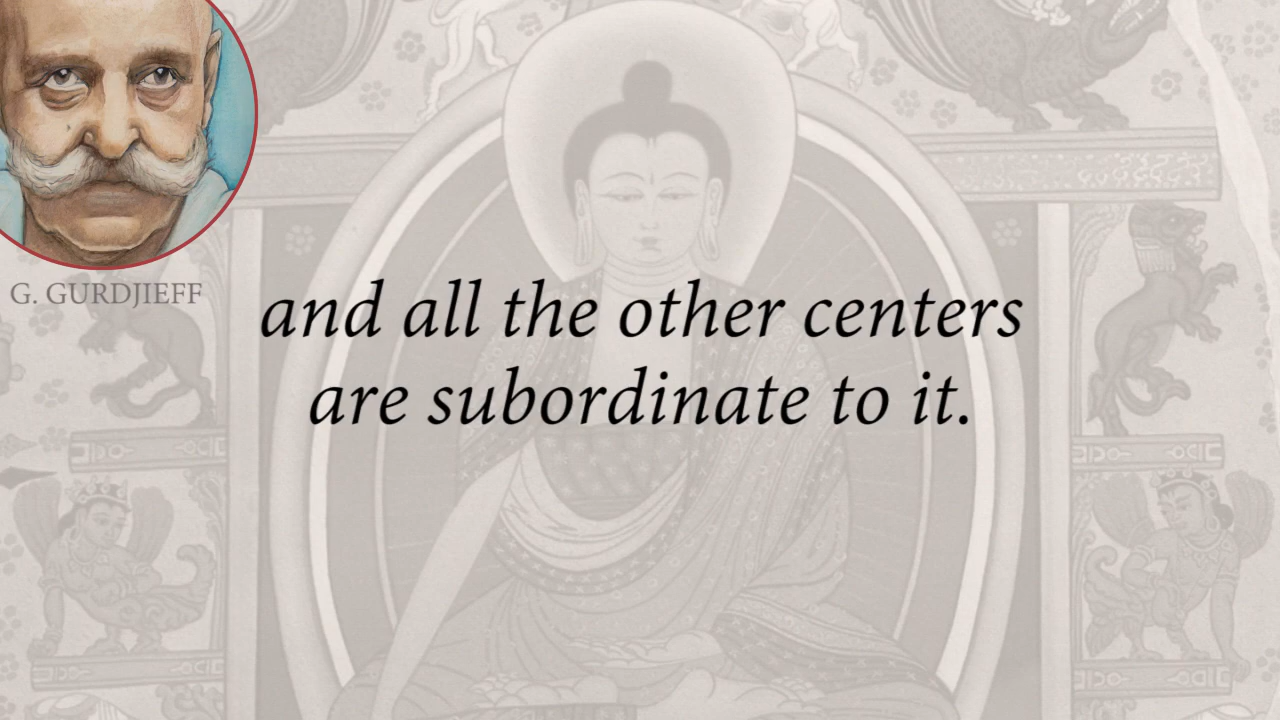 G. GURDJIEFF
and all the other centers
are subordinate to it.